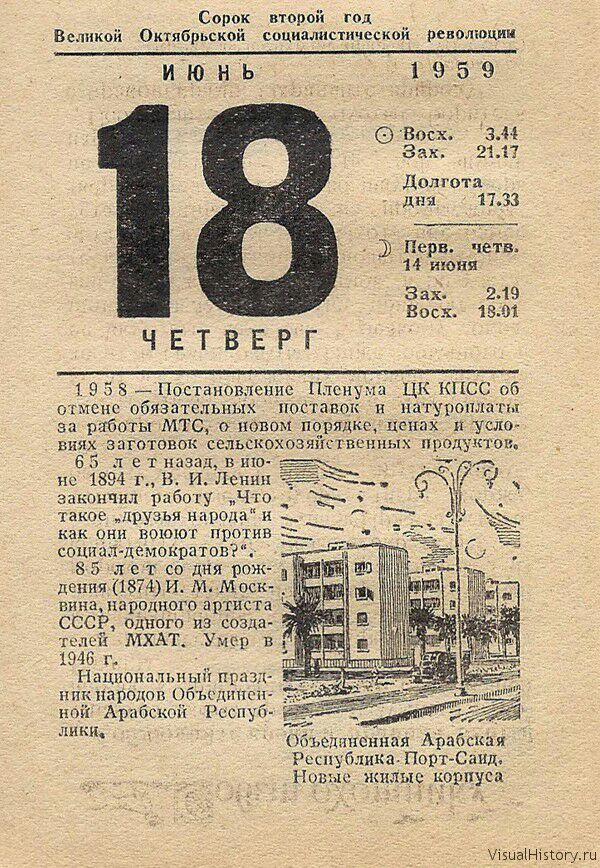 Сорок второй год
Великой Октябрьской социалистической революции
ИЮНЬ 1959
18
ЧЕТВЕРГ
Восх. 3.44
Зах. 21.17
Долгота
дня 17.33
Перв. четв.
14 июня
Зах. 2.19
Восх. 18.01
1958 — Постановление Пленума ЦК КПСС об
отмене обязательных поставок и натуроплаты
за работы МТС, о новом порядке, ценах и усло-
виях заготовок сельскохозяйственных продуктов.
65 лет назад, в ию-
не 1894 г., В. И. Ленин
закончил работу „Что
такое „друзья народа“ и
как они воюют против
социал-демократов?“.
85 лет со дня рож-
дения (1874) И. М. Моск-
вина, народного артиста
СССР, одного из созда-
телей МХАТ. Умер в
1946 г.
Национальный празд-
ник народов Объединен-
ной Арабской Респуб-
лики.
Объединенная Арабская
Республика. Порт-Саид.
Новые жилые корпуса
VisualHistory.ru